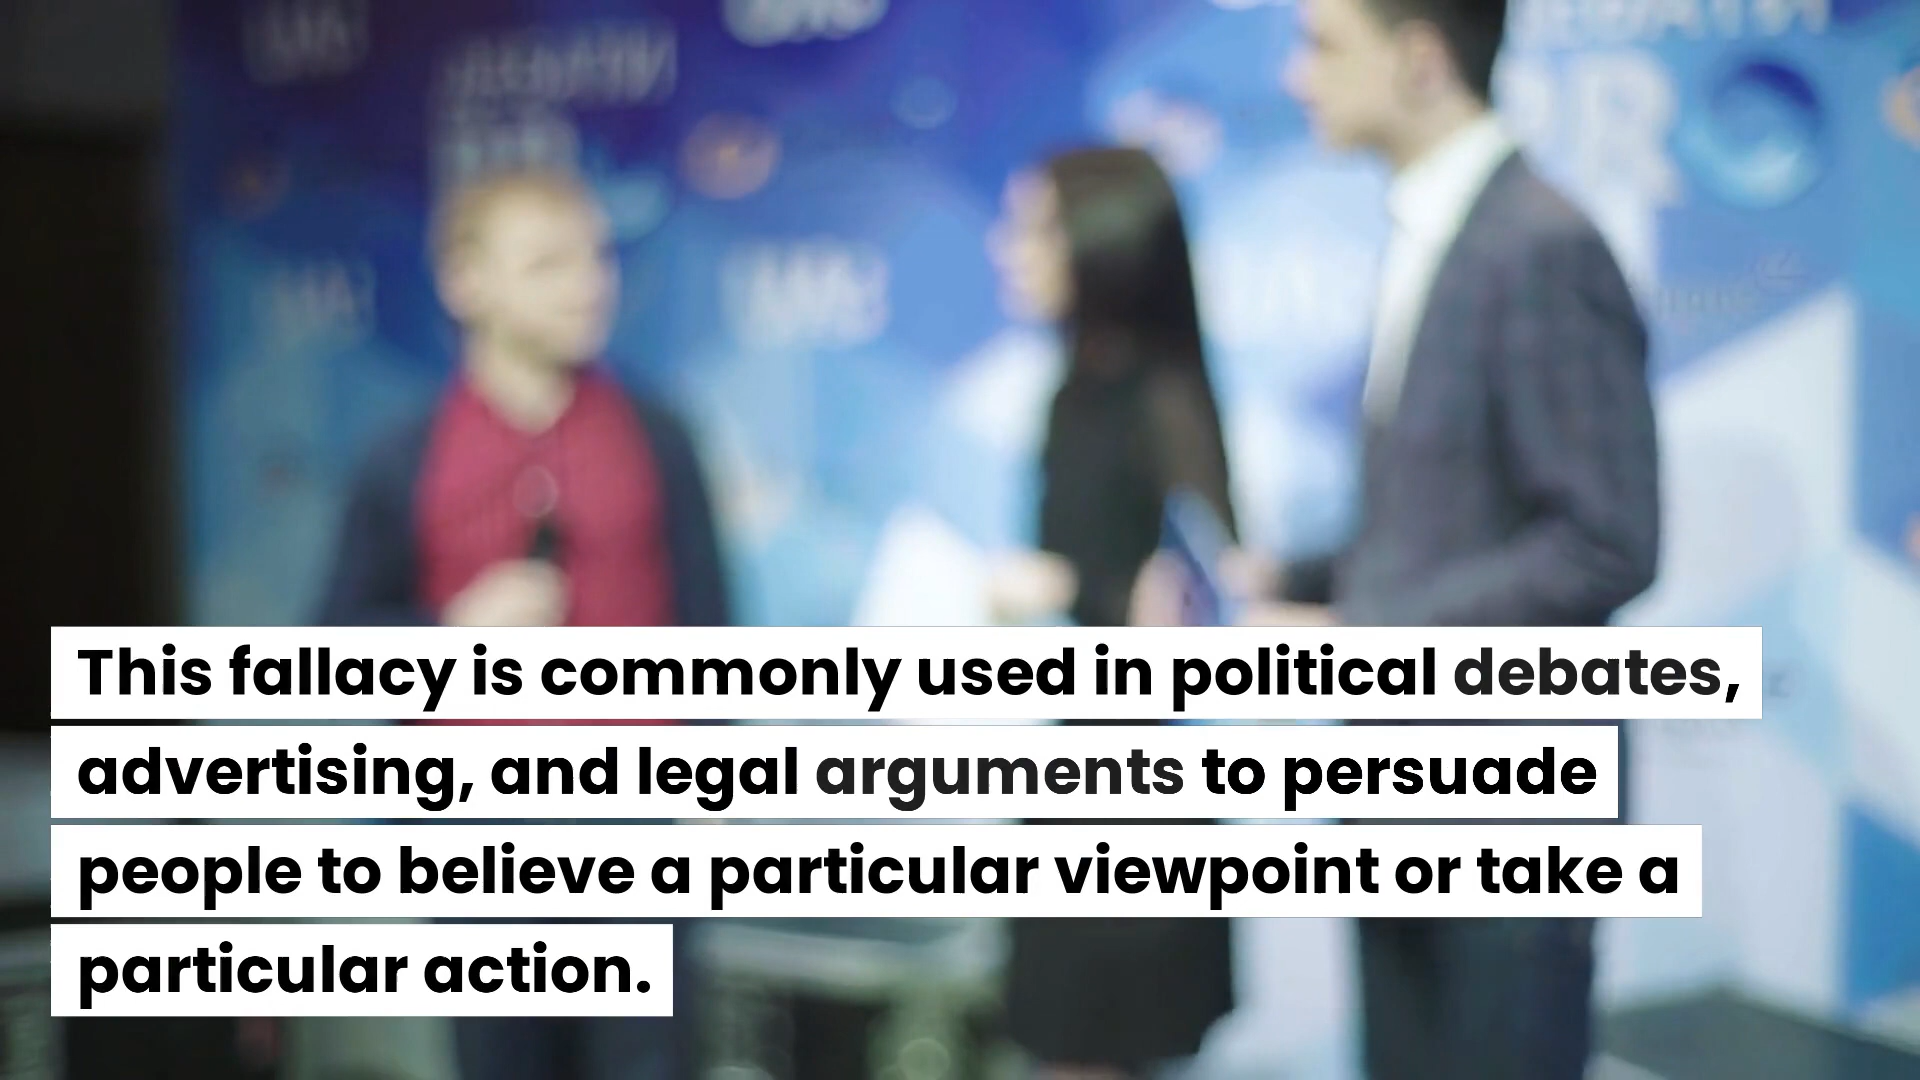 This fallacy is commonly used in political debates,
advertising, and legal arguments to persuade
people to believe a particular viewpoint or take a
particular action.